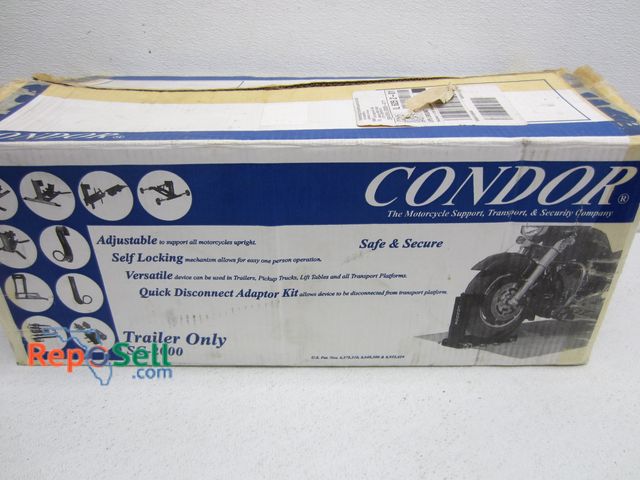 CONDOR®
CONDOR®
The Motorcycle Support, Transport, & Security Company
Adjustable to support all motorcycles upright.
Safe & Secure
Self Locking mechanism allows for easy one person operation.
Versatile device can be used in Trailers, Pickup Trucks, Lift Tables and all Transport Platforms.
Quick Disconnect Adaptor Kit allows device to be disconnected from transport platform.
Trailer Only
RepoSell
.com